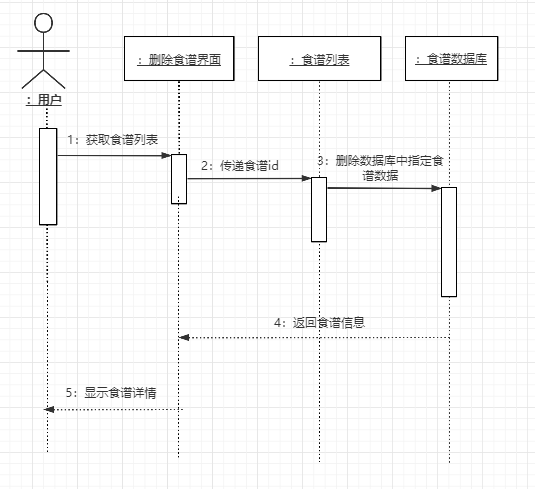 ：用户
：删除食谱界面
：食谱列表
：食谱数据库
1：获取食谱列表
2：传递食谱id
3：删除数据库中指定食
谱数据
4：返回食谱信息
5：显示食谱详情